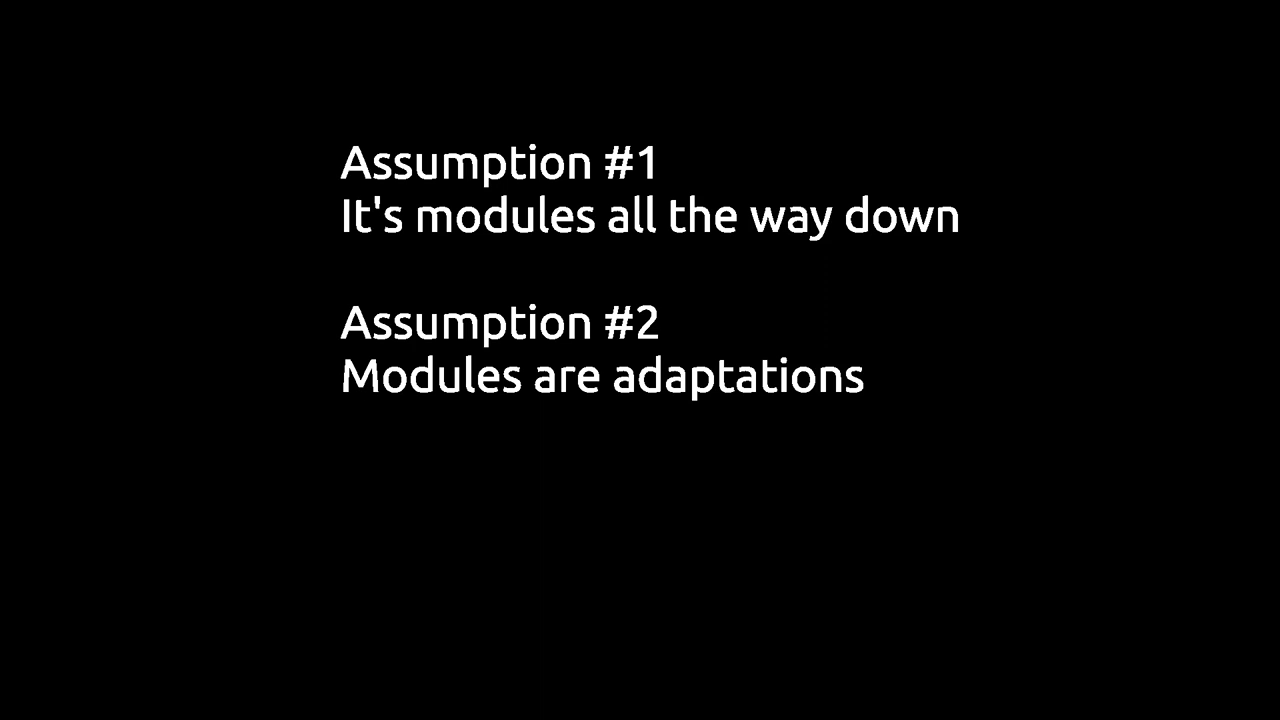 Assumption #1
It's modules all the way down
Assumption #2
Modules are adaptations